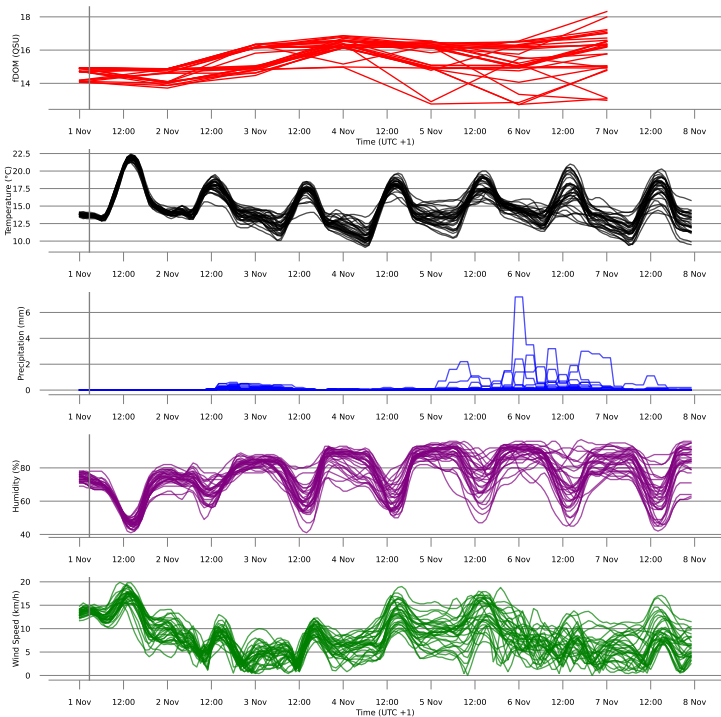 fDOM (QSU)
18
16
14
1 Nov 12:00 2 Nov 12:00 3 Nov 12:00 4 Nov 12:00 5 Nov 12:00 6 Nov 12:00 7 Nov 12:00 8 Nov
Time (UTC +1)
Temperature (°C)
22.5
20.0
17.5
15.0
12.5
10.0
1 Nov 12:00 2 Nov 12:00 3 Nov 12:00 4 Nov 12:00 5 Nov 12:00 6 Nov 12:00 7 Nov 12:00 8 Nov
Precipitation (mm)
6
4
2
0
1 Nov 12:00 2 Nov 12:00 3 Nov 12:00 4 Nov 12:00 5 Nov 12:00 6 Nov 12:00 7 Nov 12:00 8 Nov
Humidity (%)
80
60
40
1 Nov 12:00 2 Nov 12:00 3 Nov 12:00 4 Nov 12:00 5 Nov 12:00 6 Nov 12:00 7 Nov 12:00 8 Nov
Wind Speed (km/h)
20
15
10
5
0
1 Nov 12:00 2 Nov 12:00 3 Nov 12:00 4 Nov 12:00 5 Nov 12:00 6 Nov 12:00 7 Nov 12:00 8 Nov
Time (UTC +1)